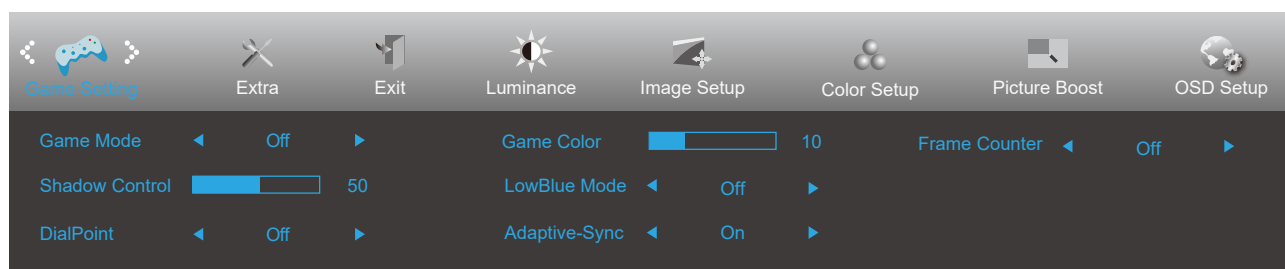 Game Setting Extra Exit Luminance Image Setup Color Setup Picture Boost OSD Setup
Game Mode Off Game Color 10 Frame Counter Off
Shadow Control 50 LowBlue Mode Off
DialPoint Off Adaptive-Sync On